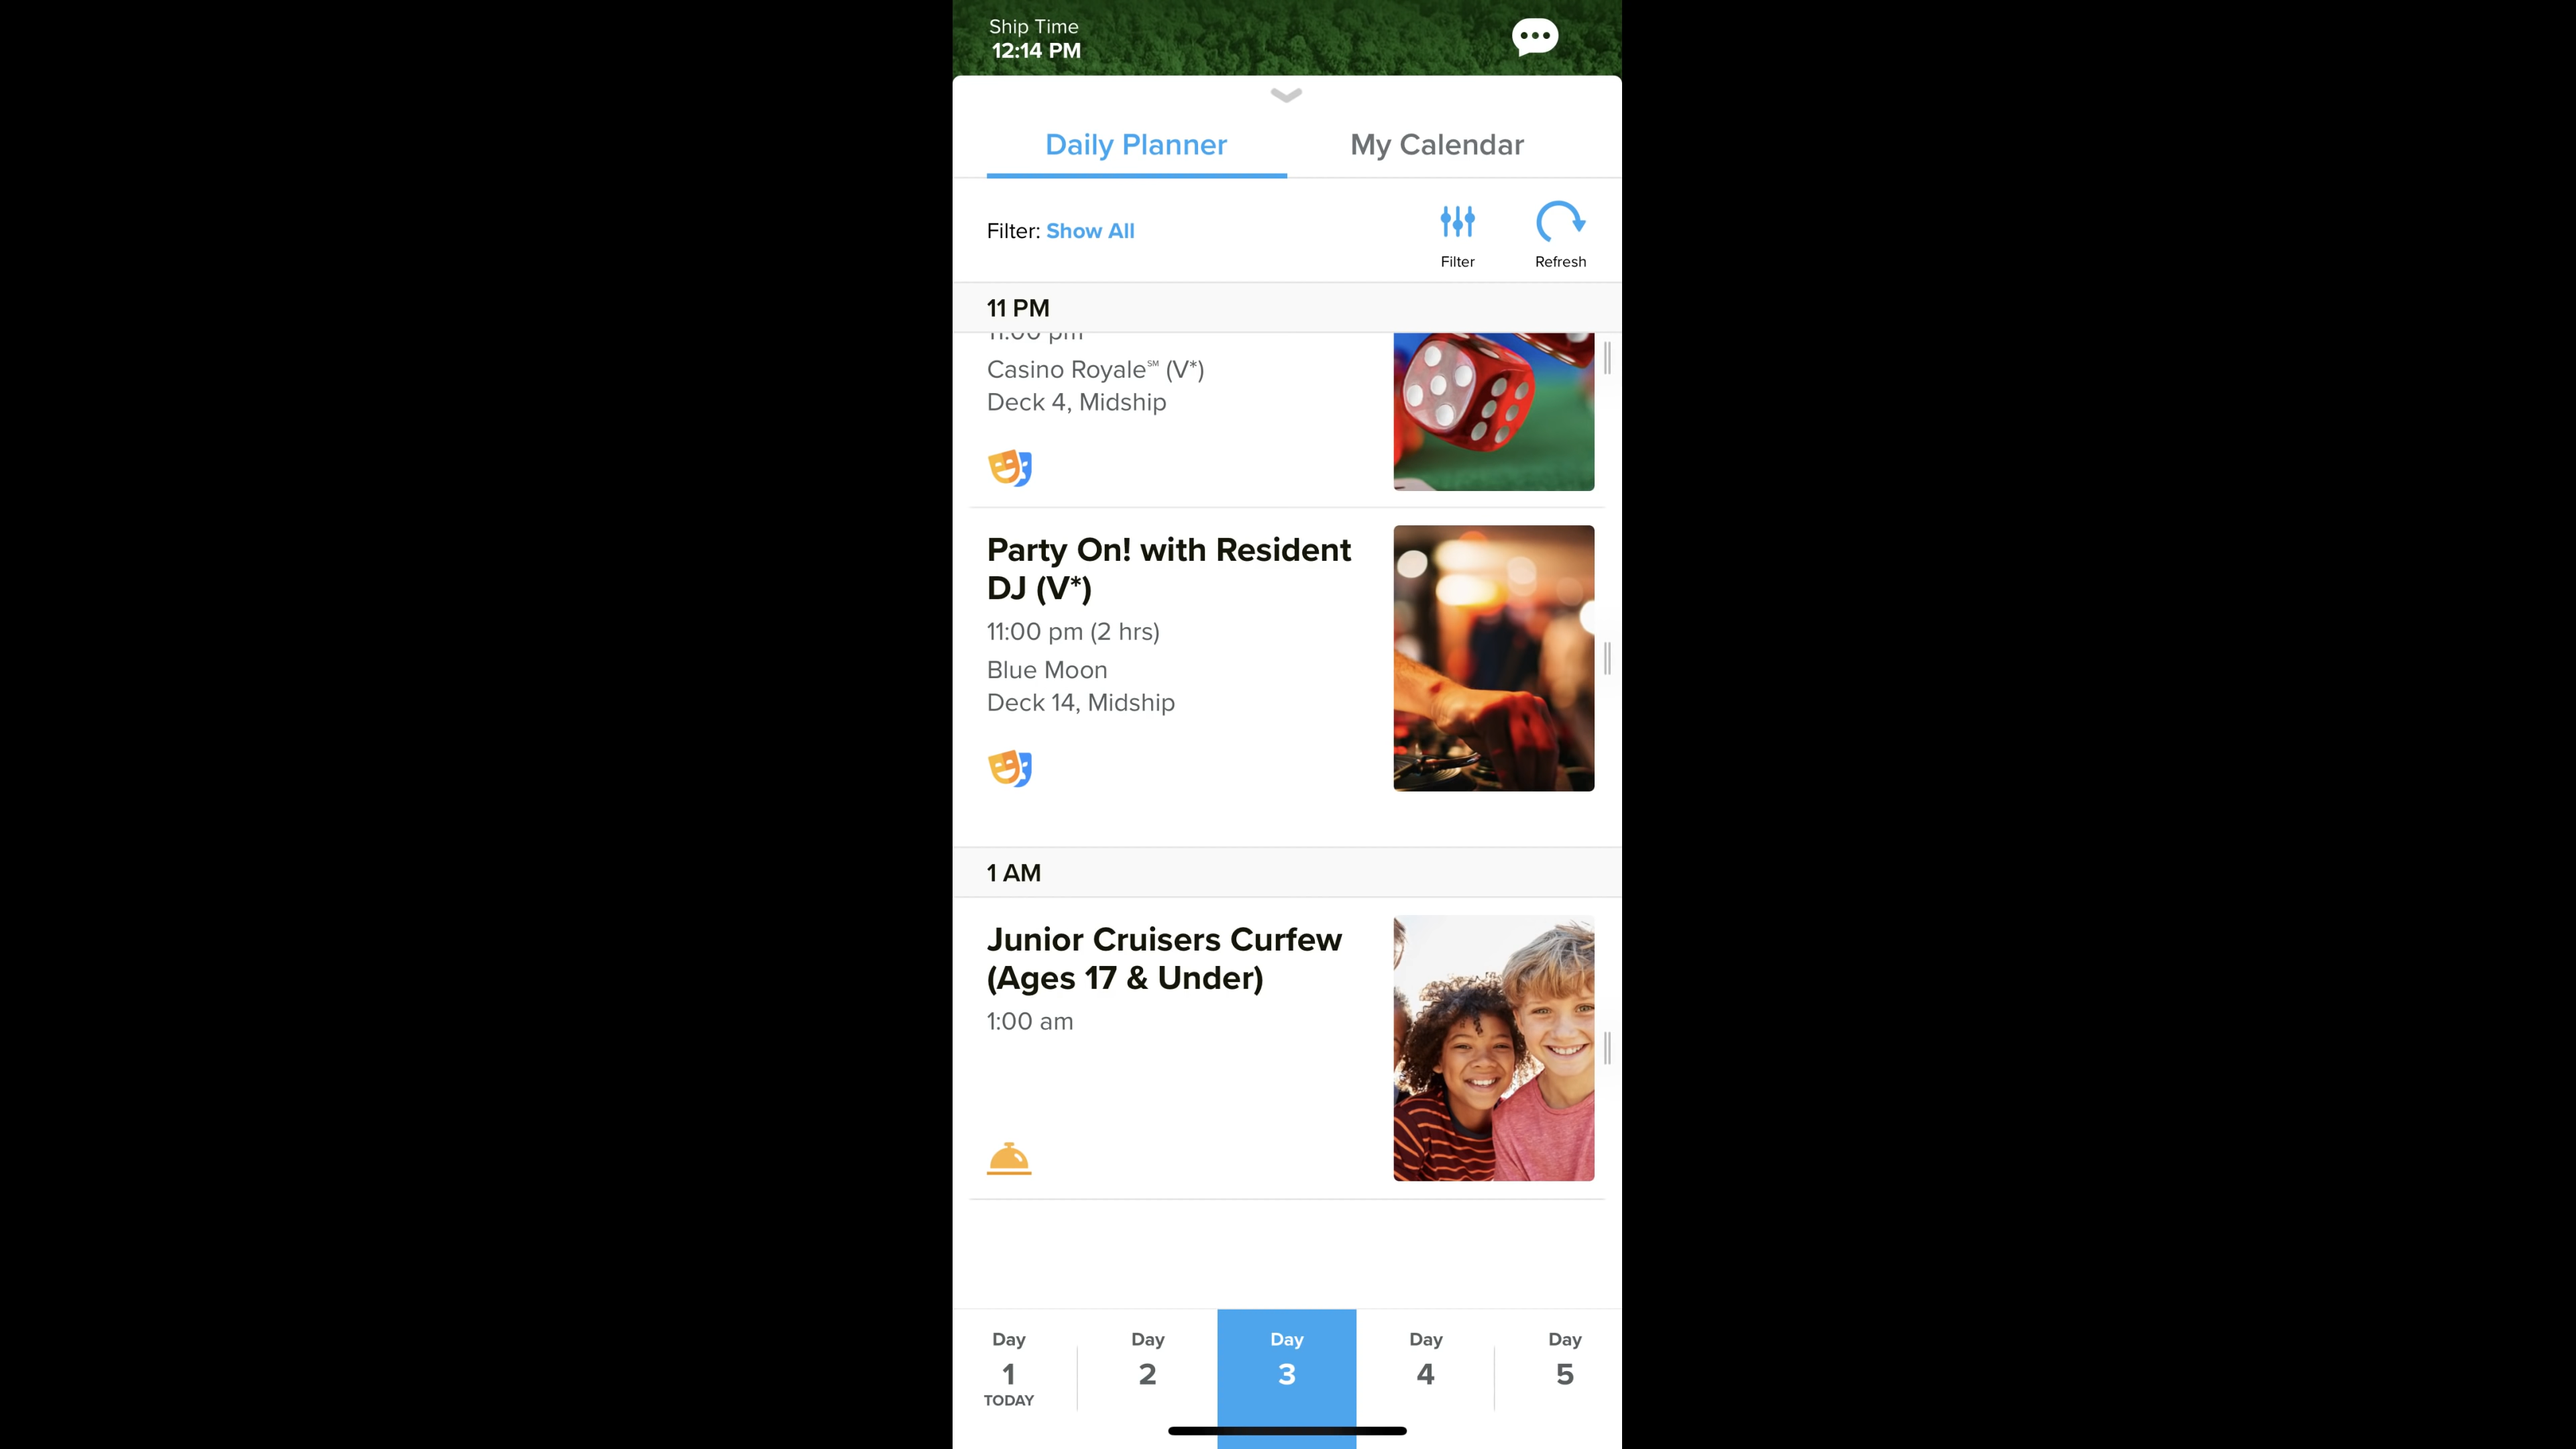 Ship Time
12:14 PM
Daily Planner
My Calendar
Filter: Show All
Filter
Refresh
11 PM
11:00 pm
Casino Royale℠ (V*)
Deck 4, Midship
Party On! with Resident
DJ (V*)
11:00 pm (2 hrs)
Blue Moon
Deck 14, Midship
1 AM
Junior Cruisers Curfew
(Ages 17 & Under)
1:00 am
Day
1
TODAY
Day
2
Day
3
Day
4
Day
5